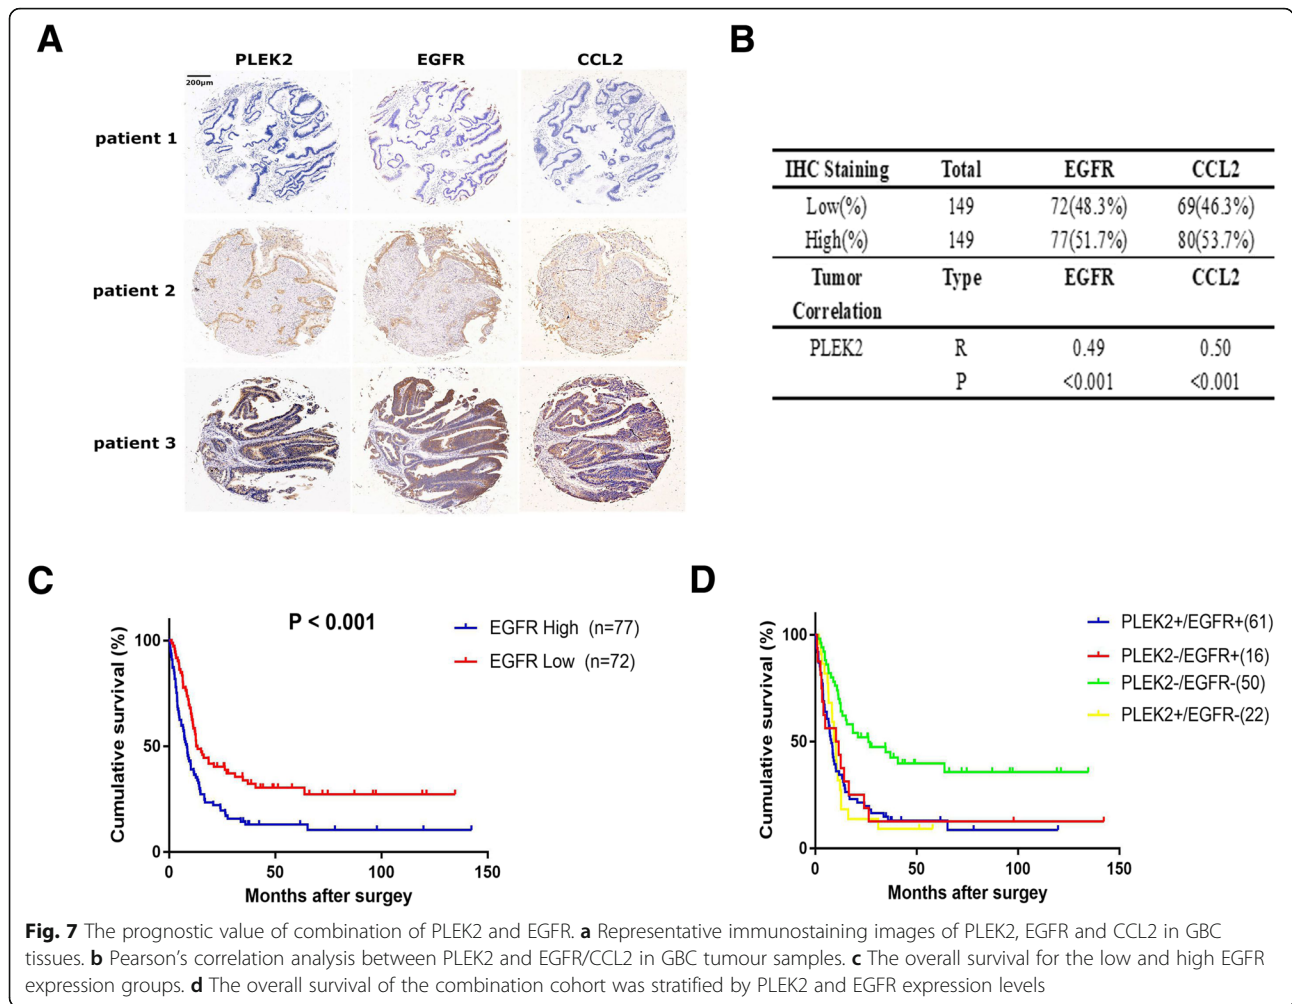 A
PLEK2 EGFR CCL2
200μm
patient 1
patient 2
patient 3
B
IHC Staining Total EGFR CCL2
Low(%) 149 72(48.3%) 69(46.3%)
High(%) 149 77(51.7%) 80(53.7%)
Tumor Type EGFR CCL2
Correlation
PLEK2 R 0.49 0.50
P <0.001 <0.001
C
P < 0.001
EGFR High (n=77)
EGFR Low (n=72)
Cumulative survival (%)
100
50
0
0 50 100 150
Months after surgey
D
PLEK2+/EGFR+(61)
PLEK2-/EGFR+(16)
PLEK2-/EGFR-(50)
PLEK2+/EGFR-(22)
Cumulative survival (%)
100
50
0
0 50 100 150
Months after surgey
Fig. 7 The prognostic value of combination of PLEK2 and EGFR. a Representative immunostaining images of PLEK2, EGFR and CCL2 in GBC
tissues. b Pearson's correlation analysis between PLEK2 and EGFR/CCL2 in GBC tumour samples. c The overall survival for the low and high EGFR
expression groups. d The overall survival of the combination cohort was stratified by PLEK2 and EGFR expression levels